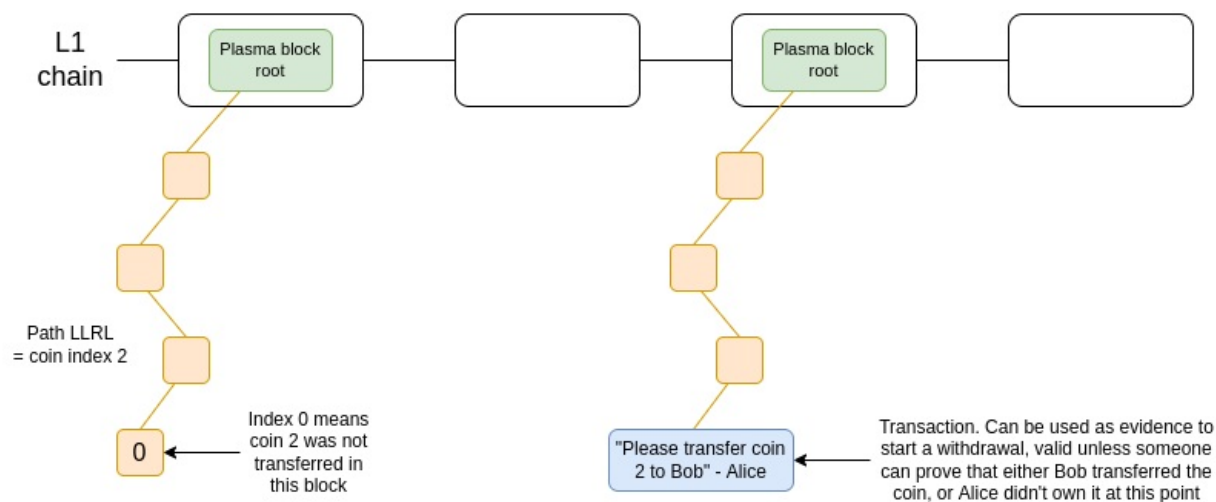 L1
chain
Plasma block
root
Plasma block
root
Path LLRL
= coin index 2
0
Index 0 means
coin 2 was not
transferred in
this block
"Please transfer coin
2 to Bob" - Alice
Transaction. Can be used as evidence to
start a withdrawal, valid unless someone
can prove that either Bob transferred the
coin, or Alice didn't own it at this point